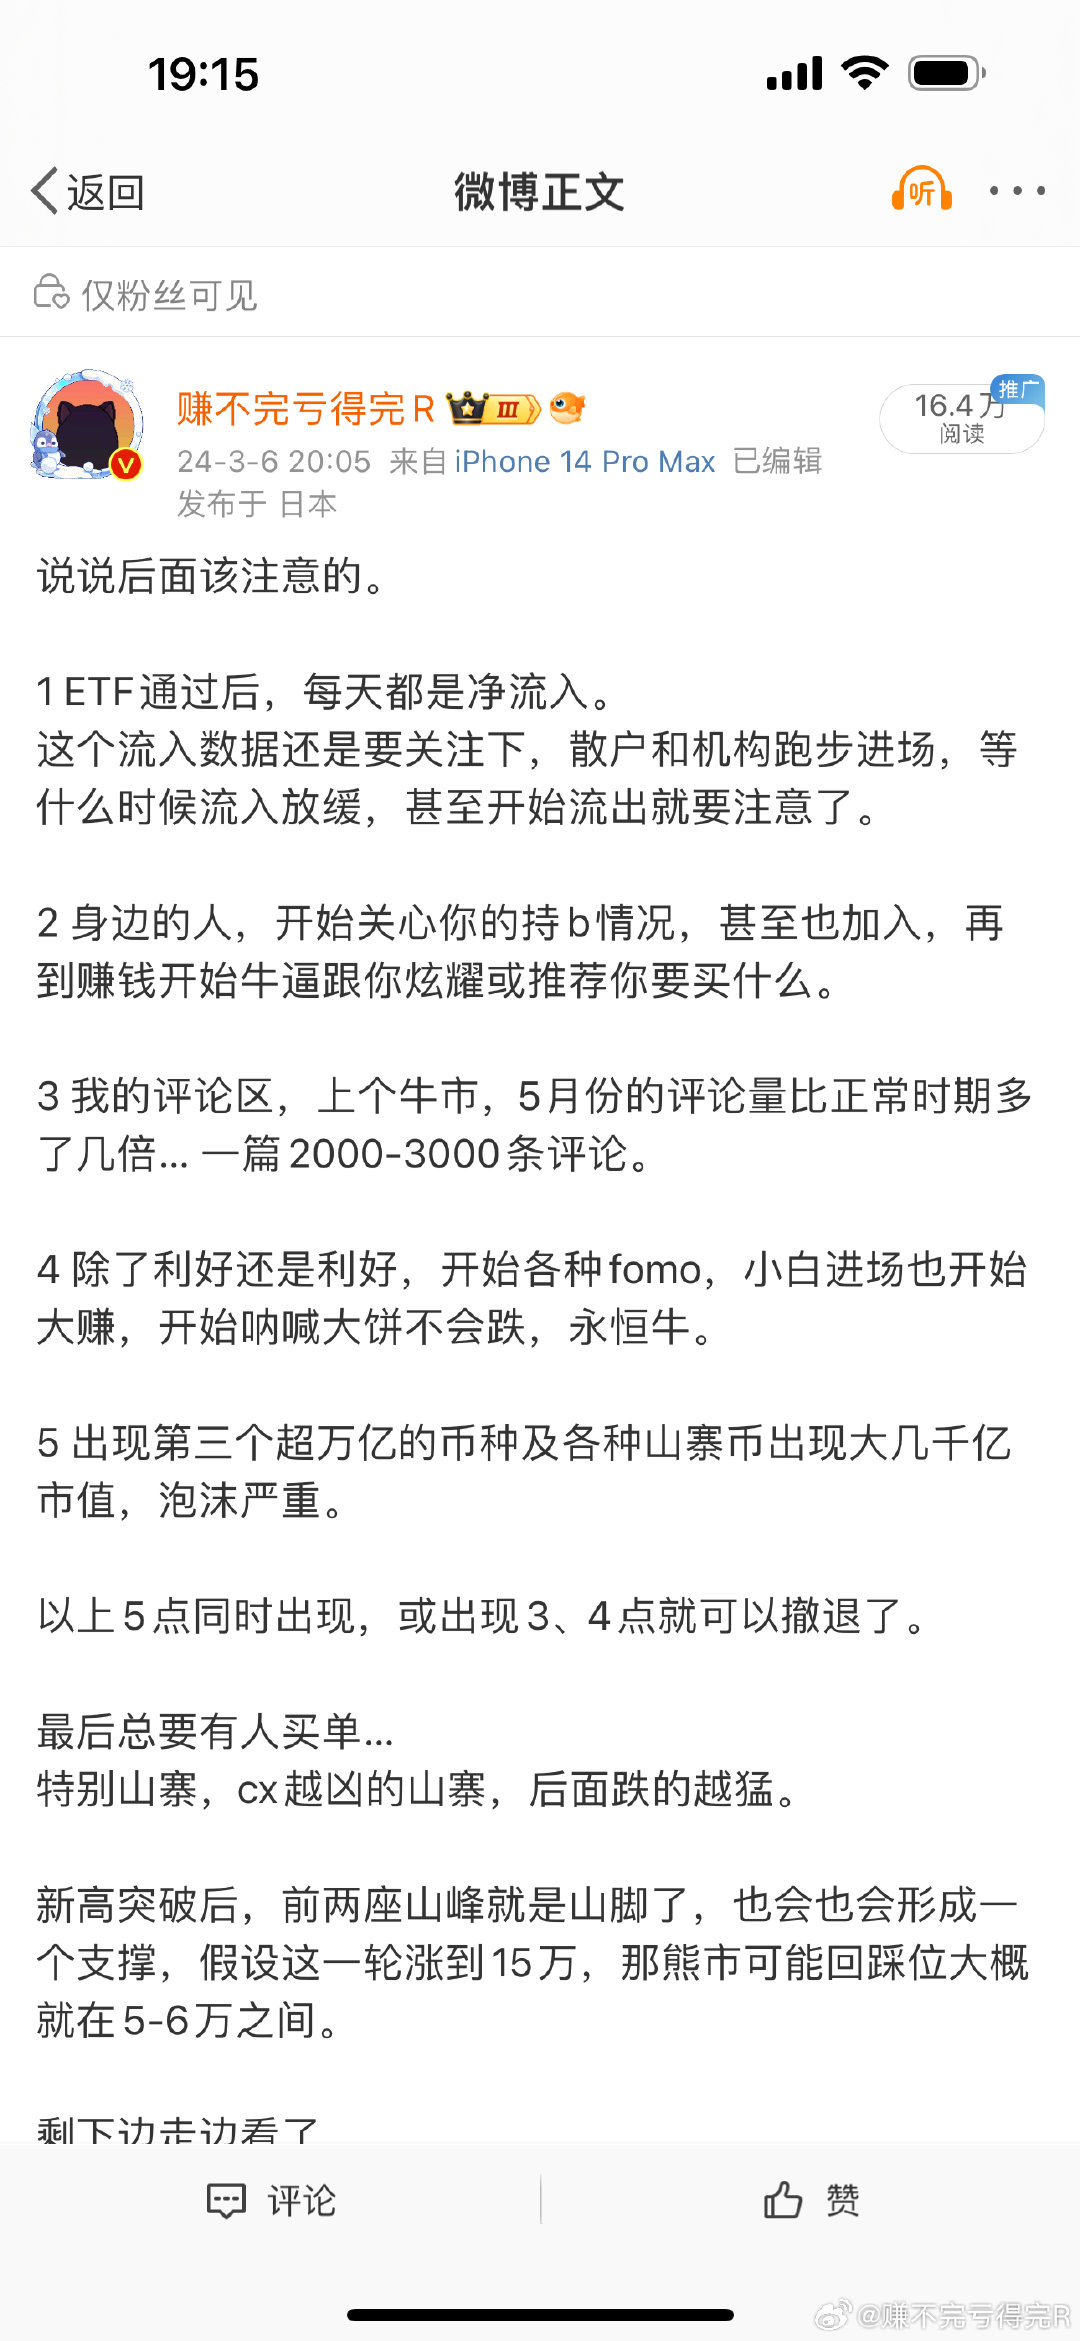 19:15
返回
微博正文
听
仅粉丝可见
赚不完亏得完R
III
推广
16.4万
阅读
24-3-6 20:05 来自 iPhone 14 Pro Max 已编辑
发布于 日本
说说后面该注意的。
1 ETF通过后，每天都是净流入。
这个流入数据还是要关注下，散户和机构跑步进场，等
什么时候流入放缓，甚至开始流出就要注意了。
2 身边的人，开始关心你的持b情况，甚至也加入，再
到赚钱开始牛逼跟你炫耀或推荐你要买什么。
3 我的评论区，上个牛市，5月份的评论量比正常时期多
了几倍... 一篇2000-3000条评论。
4 除了利好还是利好，开始各种fomo，小白进场也开始
大赚，开始呐喊大饼不会跌，永恒牛。
5 出现第三个超万亿的币种及各种山寨币出现大几千亿
市值，泡沫严重。
以上5点同时出现，或出现3、4点就可以撤退了。
最后总要有人买单...
特别山寨，cx越凶的山寨，后面跌的越猛。
新高突破后，前两座山峰就是山脚了，也会也会形成一
个支撑，假设这一轮涨到15万，那熊市可能回踩位大概
就在5-6万之间。
剩下边走边看了
评论
赞
@赚不完亏得完R